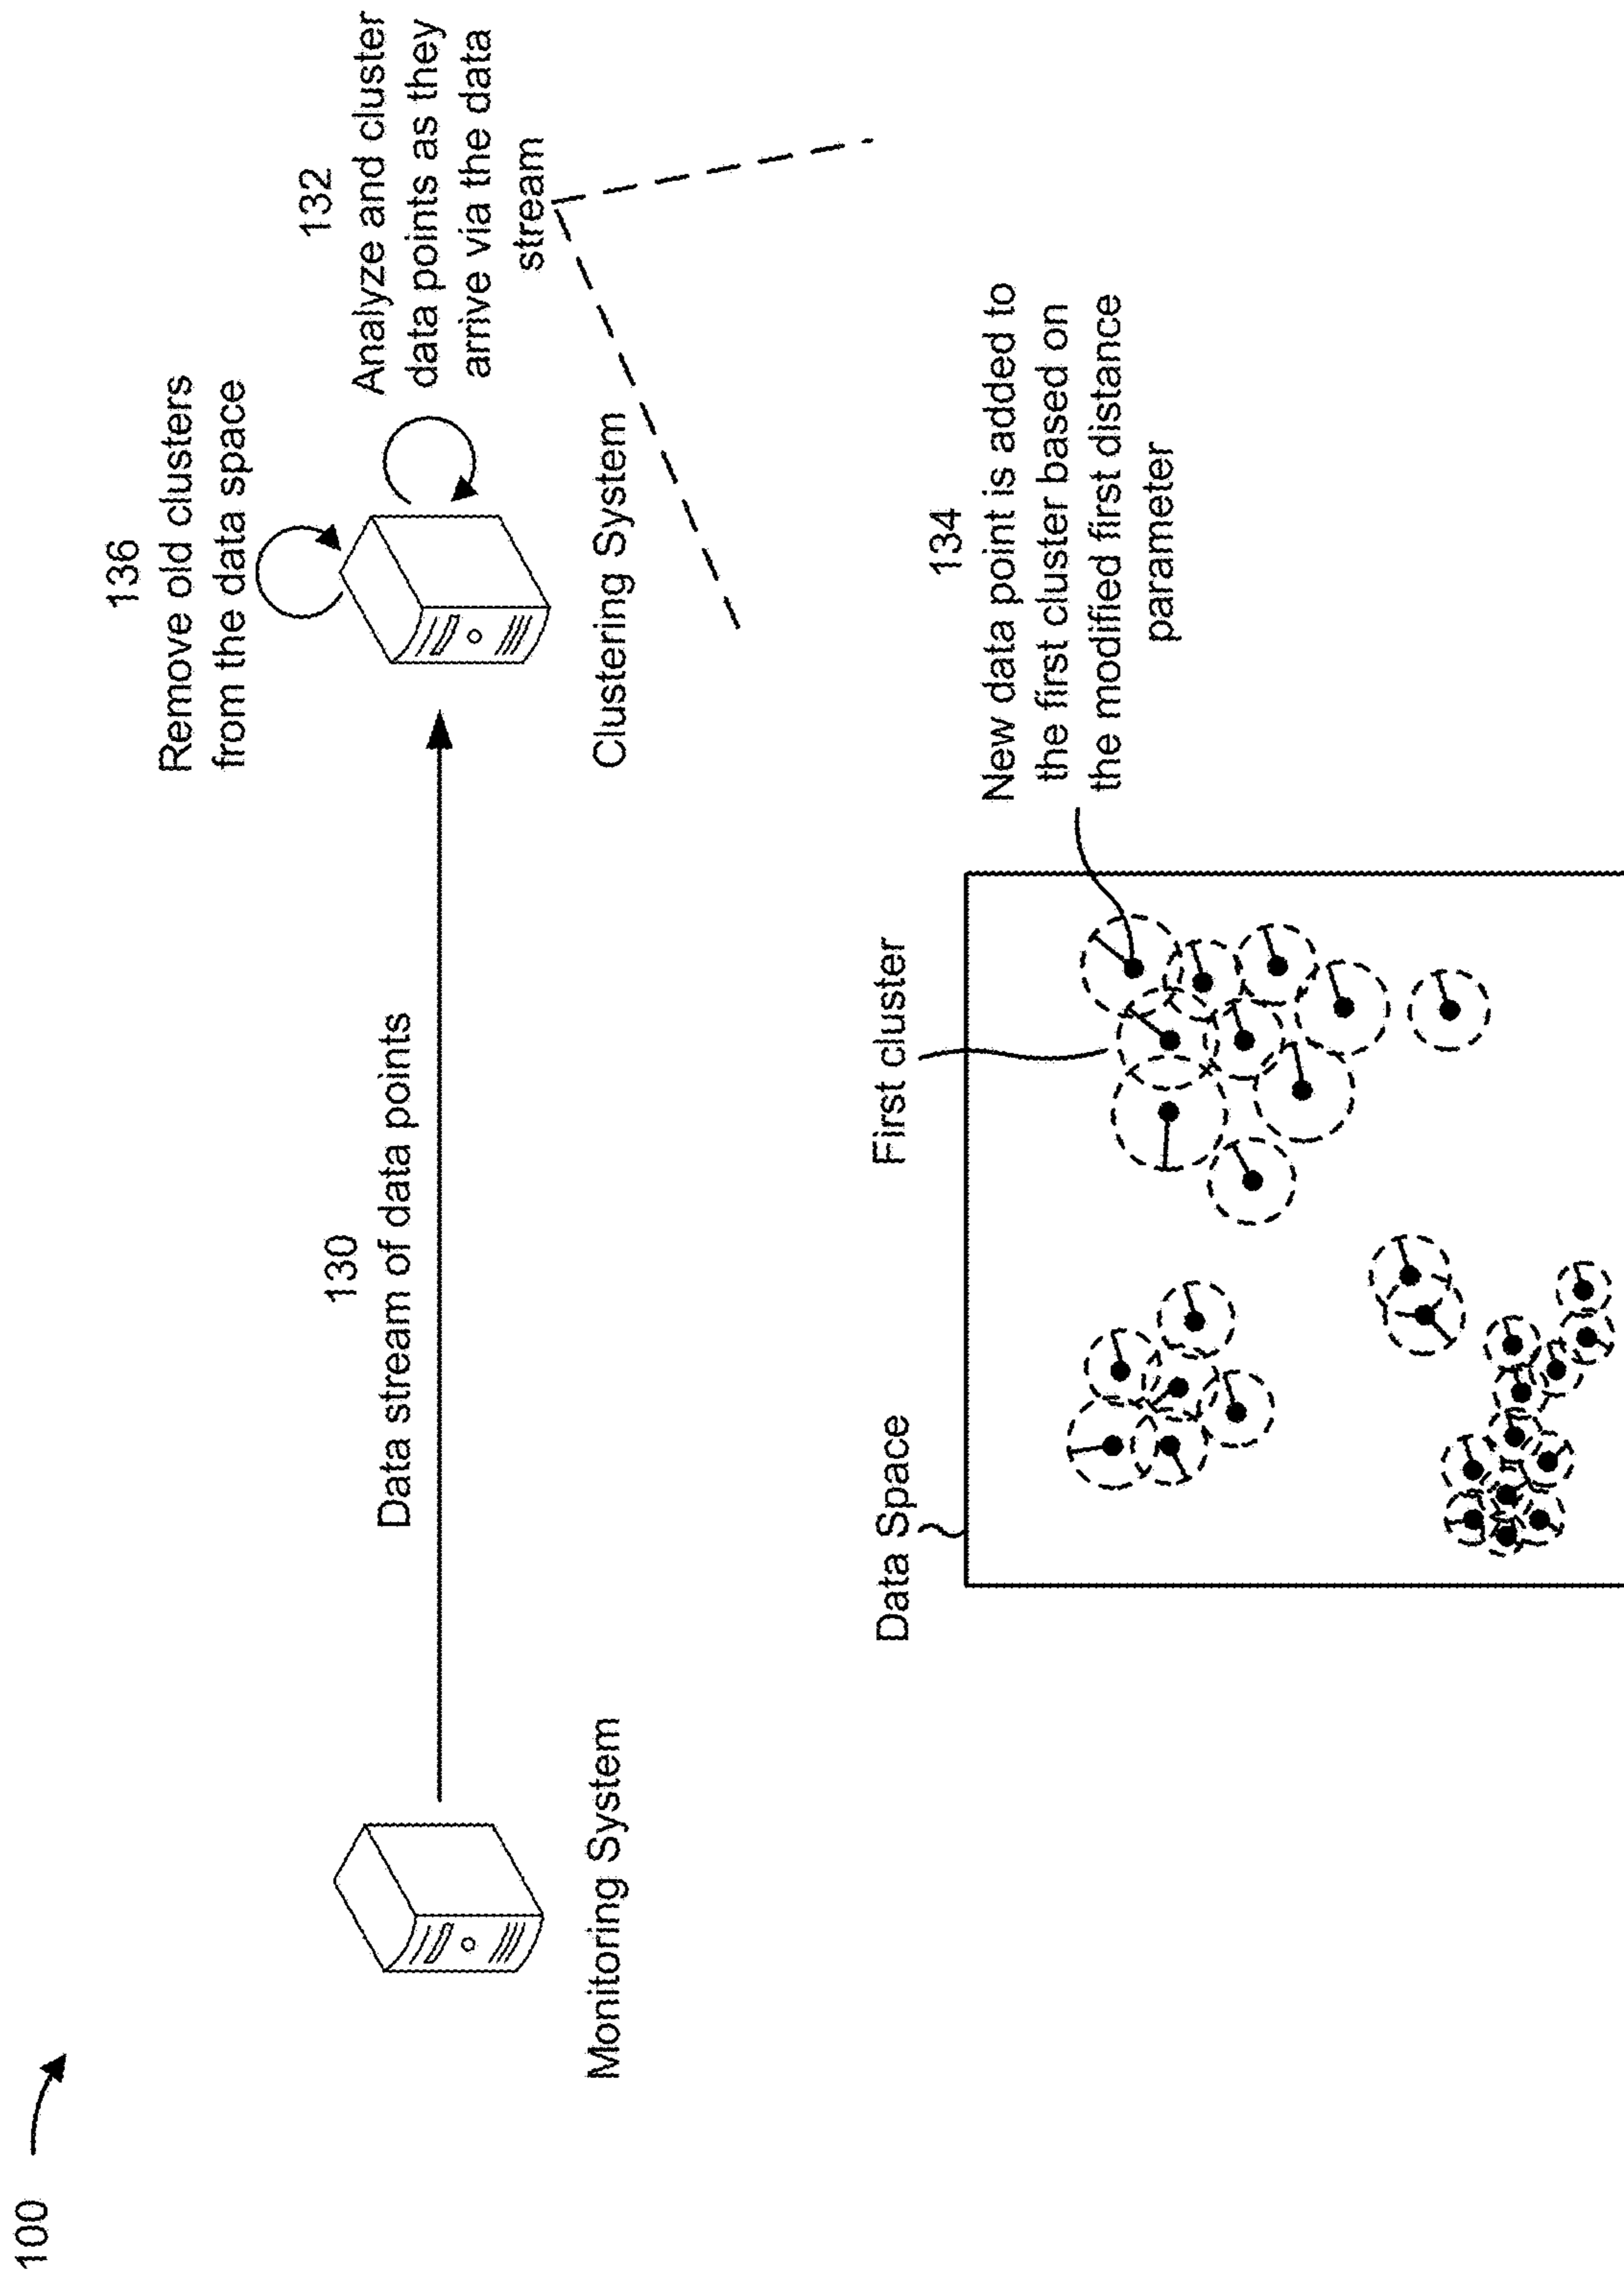 100
136
Remove old clusters
from the data space
132
Analyze and cluster
data points as they
arrive via the data
stream
130
Data stream of data points
Monitoring System
Clustering System
Data Space
First cluster
134
New data point is added to
the first cluster based on
the modified first distance
parameter